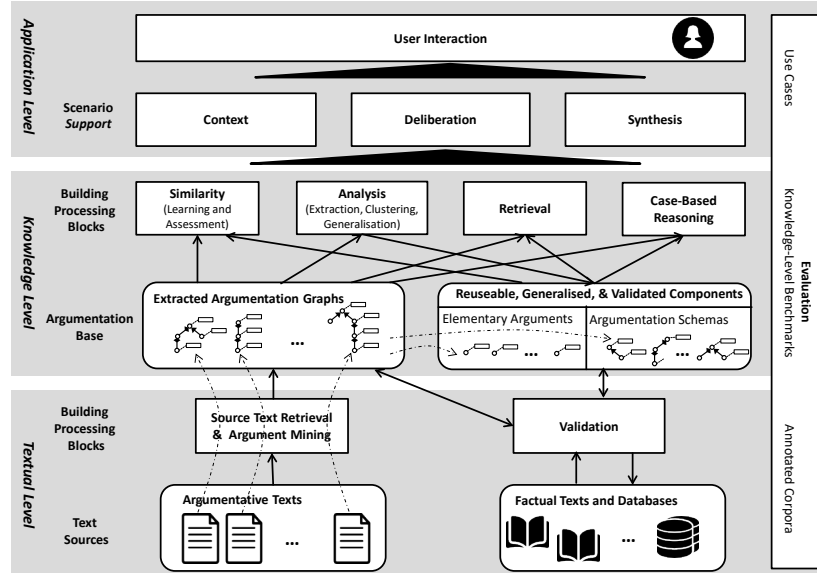 Application Level
User Interaction
Scenario
Support
Context
Deliberation
Synthesis
Use Cases
Knowledge Level
Building
Processing
Blocks
Similarity
(Learning and
Assessment)
Analysis
(Extraction, Clustering,
Generalisation)
Retrieval
Case-Based
Reasoning
Argumentation
Base
Extracted Argumentation Graphs
...
Reuseable, Generalised, & Validated Components
Elementary Arguments
...
Argumentation Schemas
...
Knowledge-Level Benchmarks
Evaluation
Textual Level
Building
Processing
Blocks
Source Text Retrieval
& Argument Mining
Validation
Text
Sources
Argumentative Texts
...
Factual Texts and Databases
...
Annotated Corpora